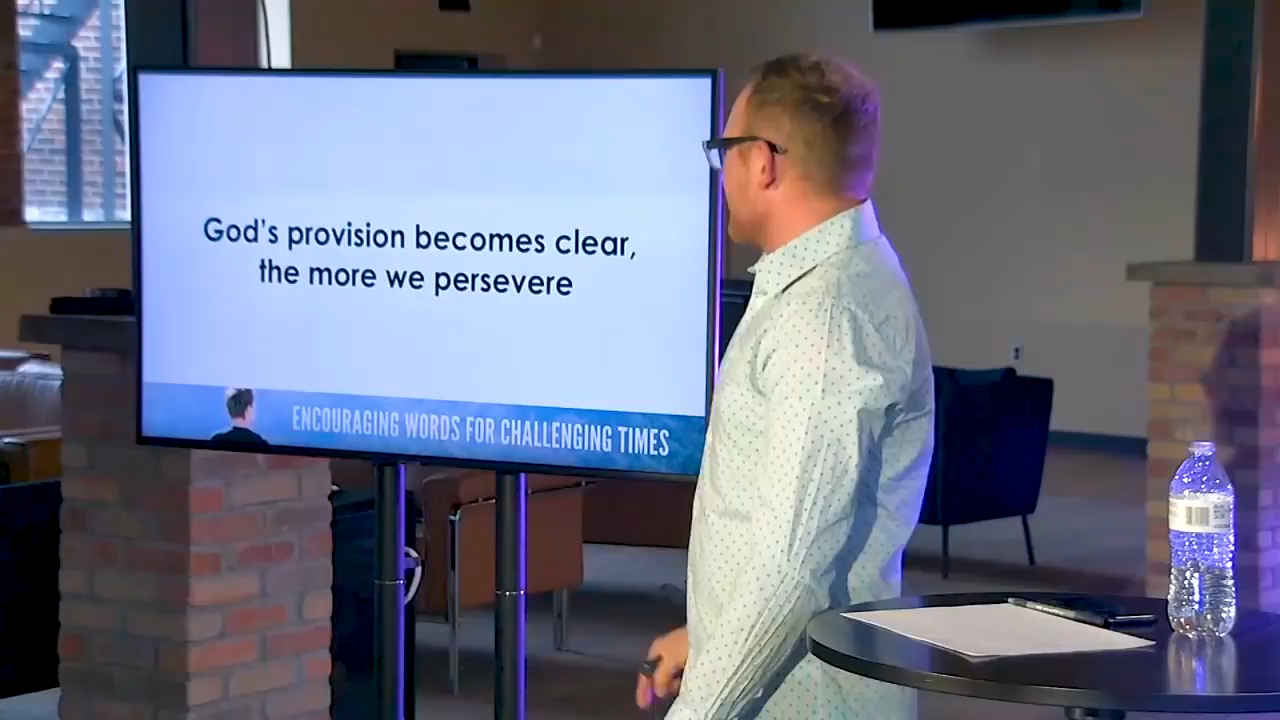 God's provision becomes clear,
the more we persevere
ENCOURAGING WORDS FOR CHALLENGING TIMES